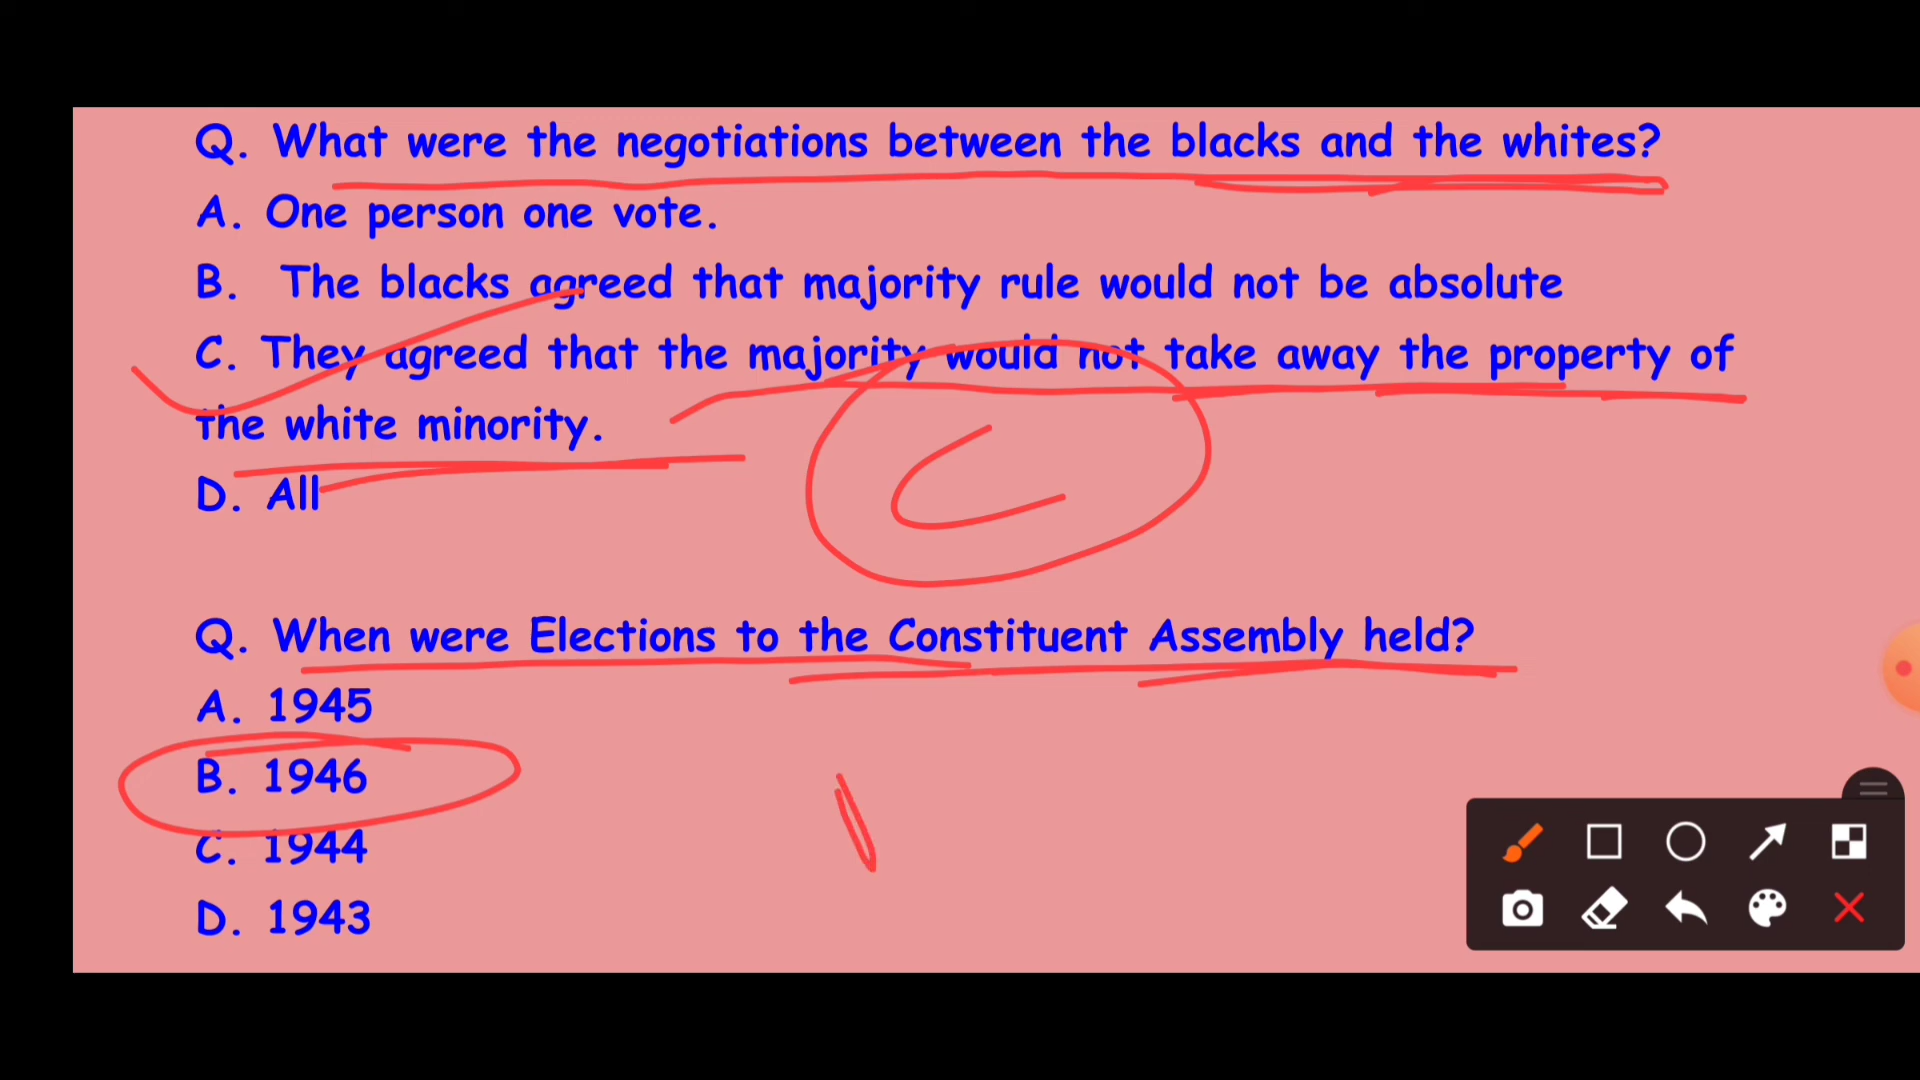 Q. What were the negotiations between the blacks and the whites?
A. One person one vote.
B. The blacks agreed that majority rule would not be absolute
C. They agreed that the majority would not take away the property of
the white minority.
C
D. All
Q. When were Elections to the Constituent Assembly held?
A. 1945
B. 1946
C. 1944
D. 1943